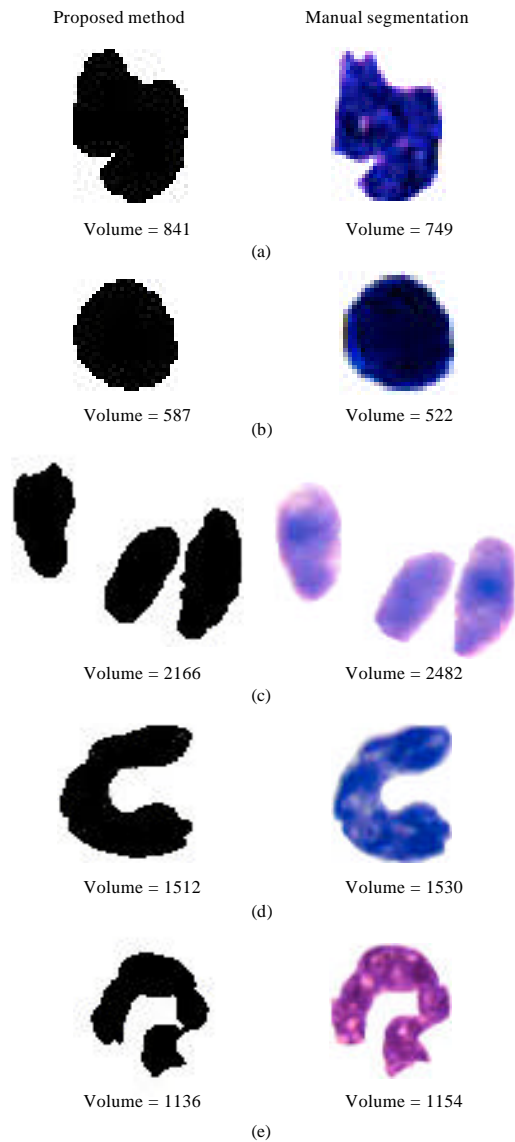 Proposed method Manual segmentation
Volume = 841 Volume = 749
(a)
Volume = 587 Volume = 522
(b)
Volume = 2166 Volume = 2482
(c)
Volume = 1512 Volume = 1530
(d)
Volume = 1136 Volume = 1154
(e)